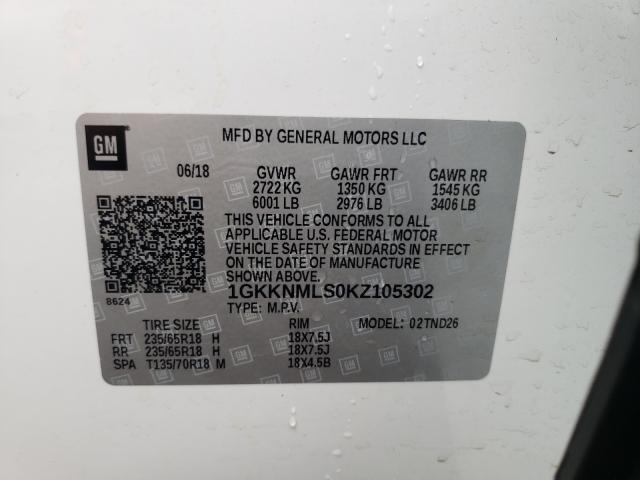 GM
MFD BY GENERAL MOTORS LLC
06/18 GVWR GAWR FRT GAWR RR
2722 KG 1350 KG 1545 KG
6001 LB 2976 LB 3406 LB
THIS VEHICLE CONFORMS TO ALL
APPLICABLE U.S. FEDERAL MOTOR
VEHICLE SAFETY STANDARDS IN EFFECT
ON THE DATE OF MANUFACTURE
SHOWN ABOVE.
8624
1GKKNMLS0KZ105302
TYPE: M.P.V.
TIRE SIZE RIM MODEL: 02TND26
FRT 235/65R18 H 18X7.5J
RR 235/65R18 H 18X7.5J
SPA T135/70R18 M 18X4.5B